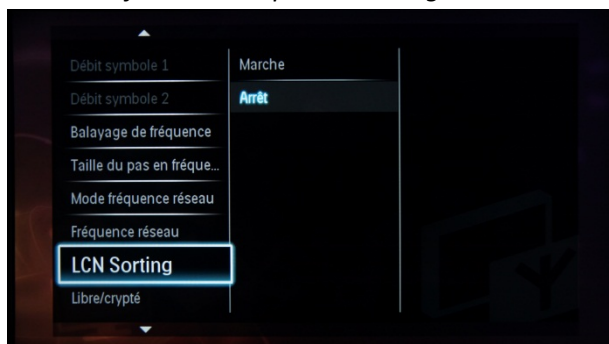 Débit symbole 1
Débit symbole 2
Balayage de fréquence
Taille du pas en fréque...
Mode fréquence réseau
Fréquence réseau
LCN Sorting
Libre/crypté
Marche
Arrêt